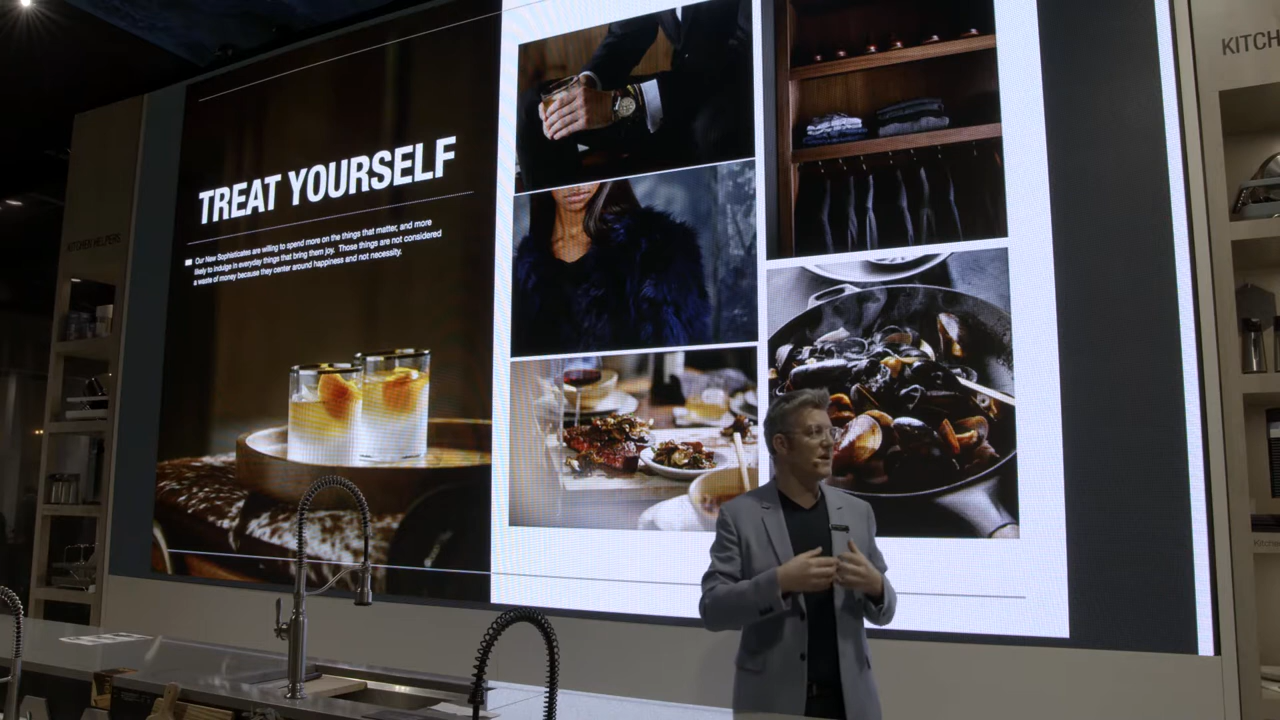 KITCH
TREAT YOURSELF
Our New Sophisticates are willing to spend more on the things that matter, and more
likely to indulge in everyday things that bring them joy. Those things are not considered
a waste of money because they center around happiness and not necessity.
KITCHEN HELPERS